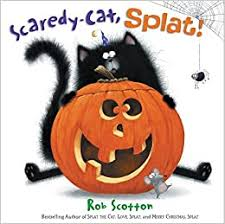 Scaredy-Cat, Splat!
Rob Scotton
Bestselling Author of SPLAT THE CAT, LOVE, SPLAT, and MERRY CHRISTMAS, SPLAT